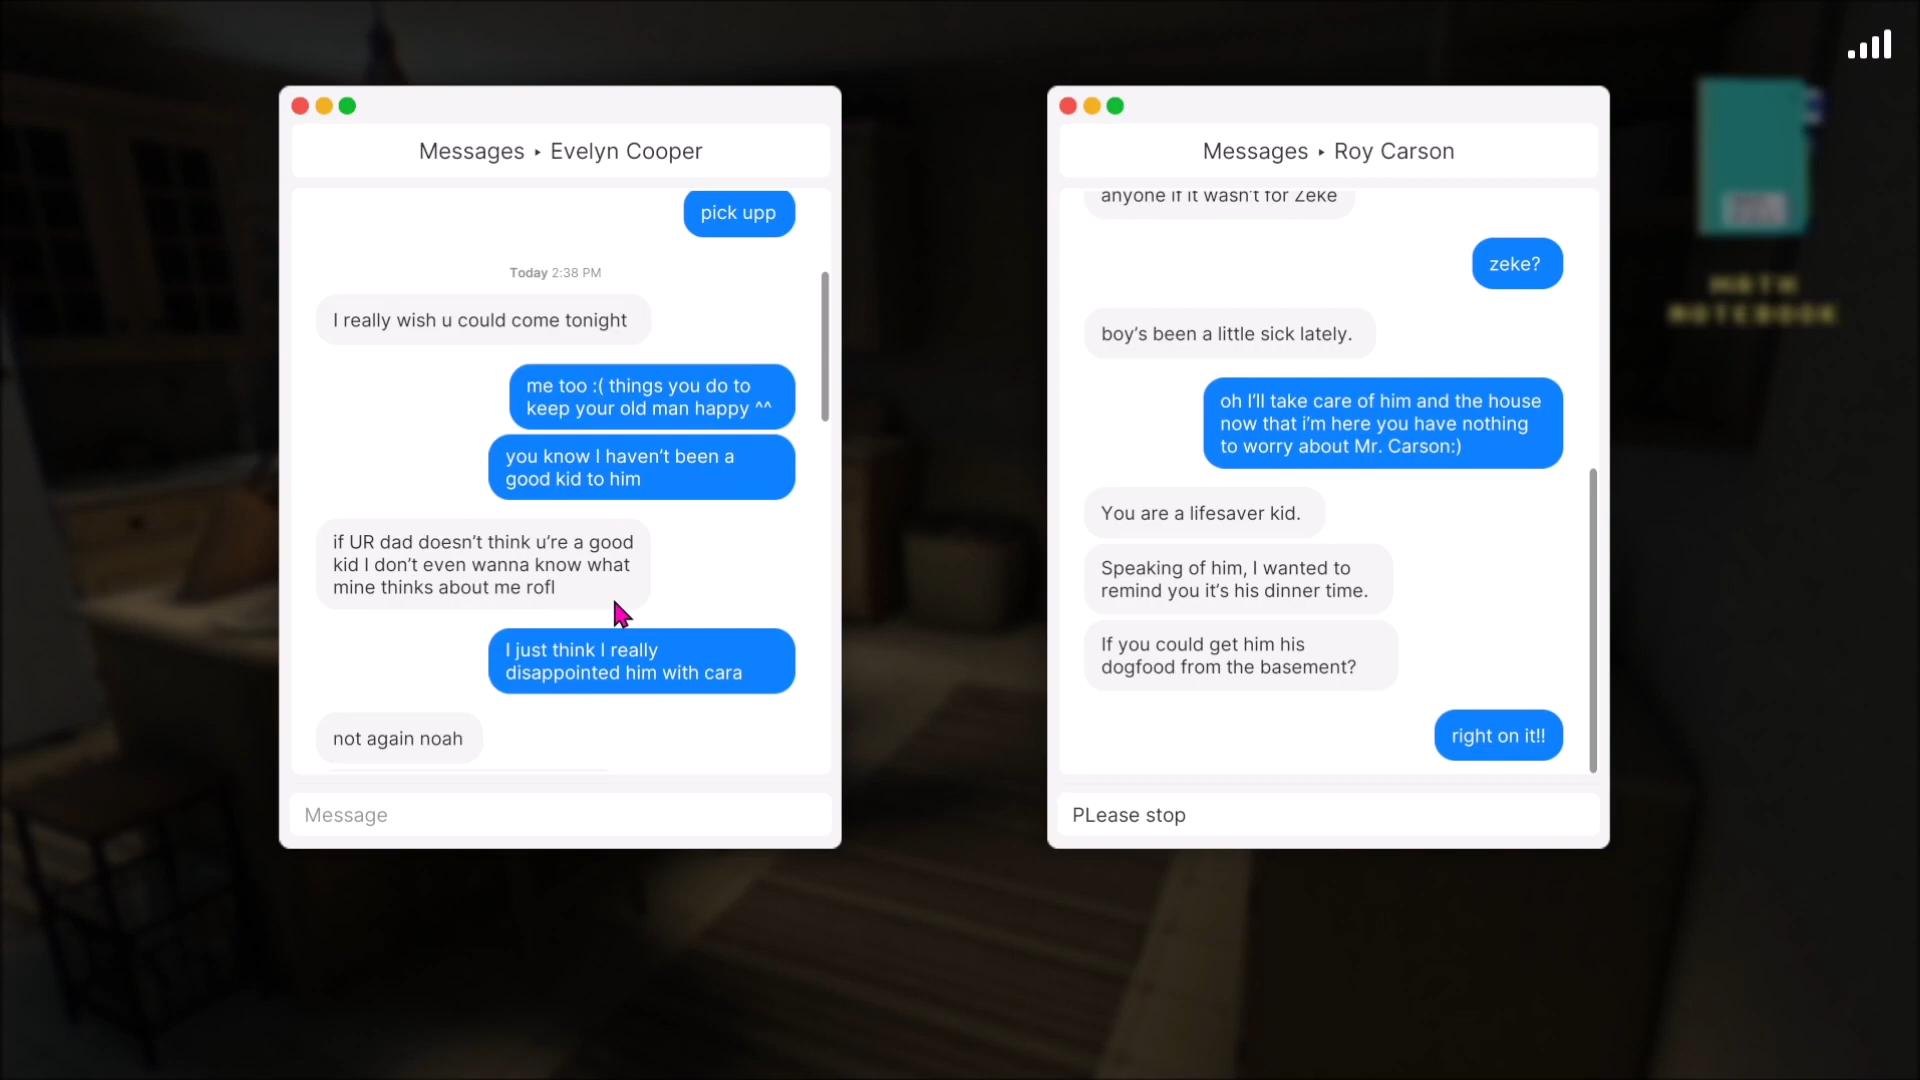 Messages ‣ Evelyn Cooper
pick upp
Today 2:38 PM
I really wish u could come tonight
me too :( things you do to
keep your old man happy ^^
you know I haven't been a
good kid to him
if UR dad doesn't think u're a good
kid I don't even wanna know what
mine thinks about me rofl
I just think I really
disappointed him with cara
not again noah
Message
Messages ‣ Roy Carson
anyone if it wasn't for Zeke
zeke?
boy's been a little sick lately.
oh I'll take care of him and the house
now that i'm here you have nothing
to worry about Mr. Carson:)
You are a lifesaver kid.
Speaking of him, I wanted to
remind you it's his dinner time.
If you could get him his
dogfood from the basement?
right on it!!
PLease stop
MATH
NOTEBOOK